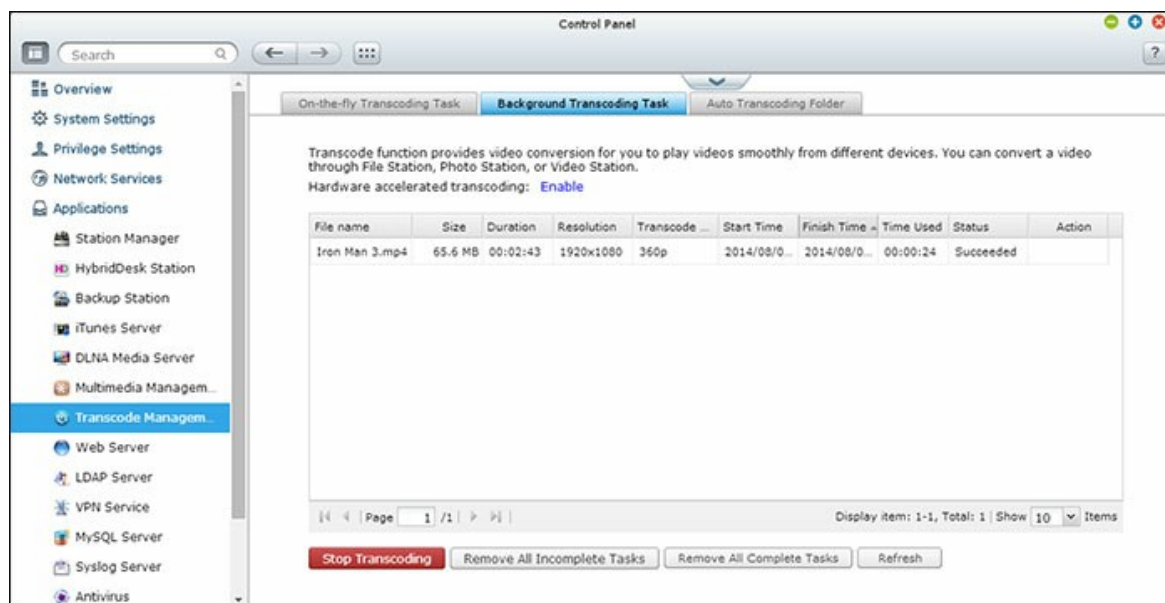 Control Panel
Search
?
Overview
System Settings
Privilege Settings
Network Services
Applications
Station Manager
HD HybridDesk Station
Backup Station
iTunes Server
DLNA Media Server
Multimedia Managem...
Transcode Managem...
Web Server
LDAP Server
VPN Service
MySQL Server
Syslog Server
Antivirus
On-the-fly Transcoding Task
Background Transcoding Task
Auto Transcoding Folder
Transcode function provides video conversion for you to play videos smoothly from different devices. You can convert a video
through File Station, Photo Station, or Video Station.
Hardware accelerated transcoding: Enable
File name Size Duration Resolution Transcode ... Start Time Finish Time Time Used Status Action
Iron Man 3.mp4 65.6 MB 00:02:43 1920x1080 360p 2014/08/0... 2014/08/0... 00:00:24 Succeeded
Page 1 /1 Display item: 1-1, Total: 1 Show 10 Items
Stop Transcoding Remove All Incomplete Tasks Remove All Complete Tasks Refresh